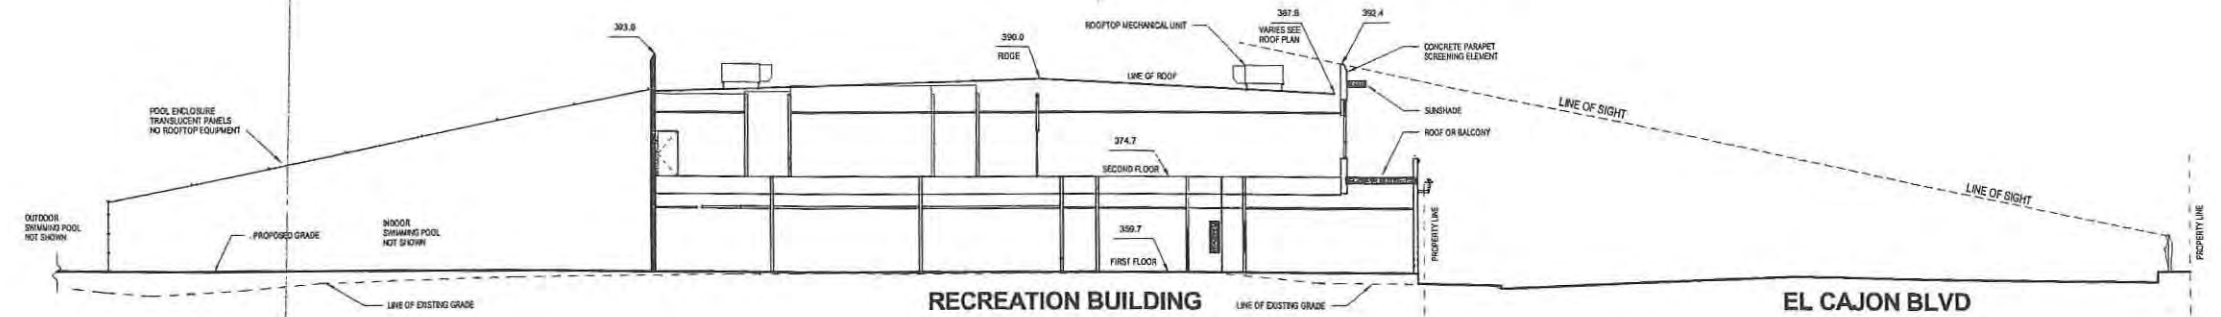 393.8
390.0
RIDGE
ROOFTOP MECHANICAL UNIT
387.8
VARIES SEE
ROOF PLAN
392.4
CONCRETE PARAPET
SCREENING ELEMENT
LINE OF ROOF
SUNSHADE
LINE OF SIGHT
POOL ENCLOSURE
TRANSLUCENT PANELS
NO ROOFTOP EQUIPMENT
ROOF OR BALCONY
374.7
SECOND FLOOR
LINE OF SIGHT
OUTDOOR
SWIMMING POOL
NOT SHOWN
PROPOSED GRADE
INDOOR
SWIMMING POOL
NOT SHOWN
359.7
FIRST FLOOR
PROPERTY LINE
PROPERTY LINE
LINE OF EXISTING GRADE
RECREATION BUILDING
LINE OF EXISTING GRADE
EL CAJON BLVD